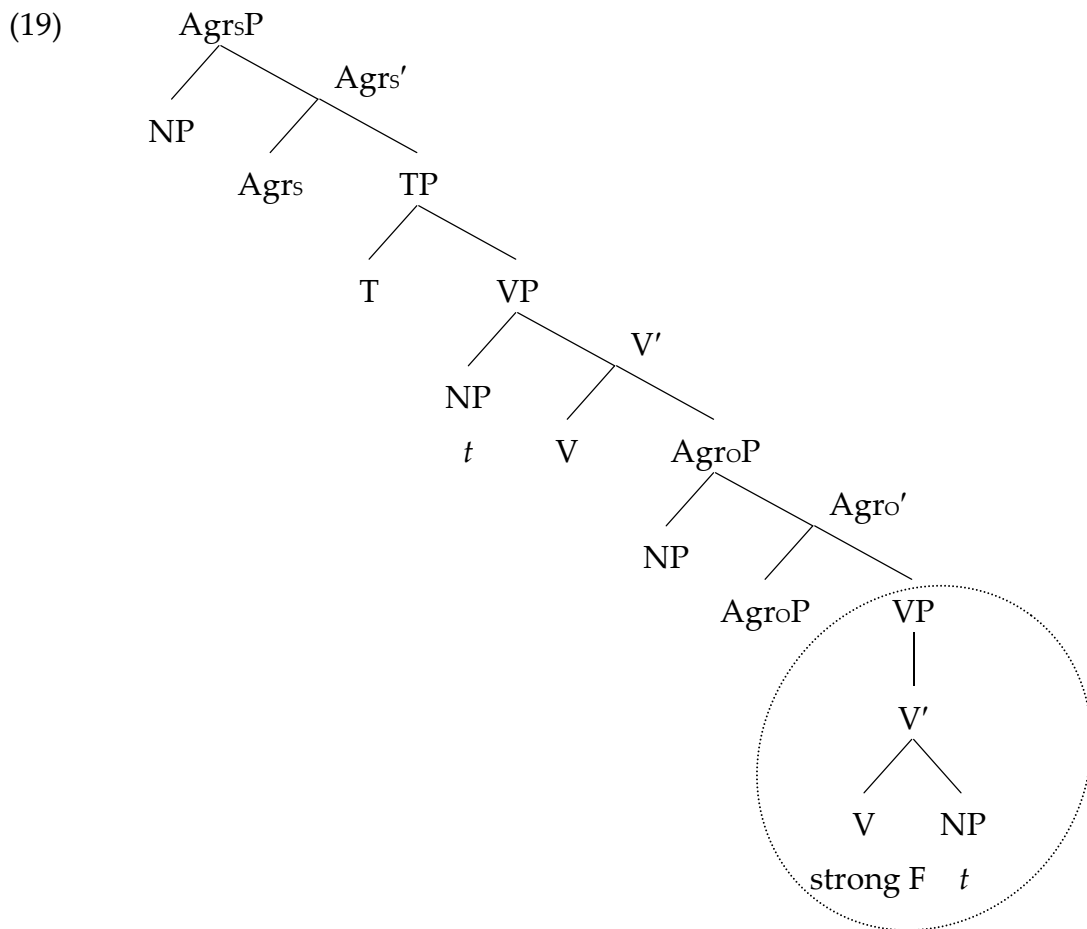 (19) AgrsP
Agrs′
NP
Agrs TP
T VP
V′
NP
t V AgroP
Agro′
NP
AgroP VP
V′
V NP
strong F t